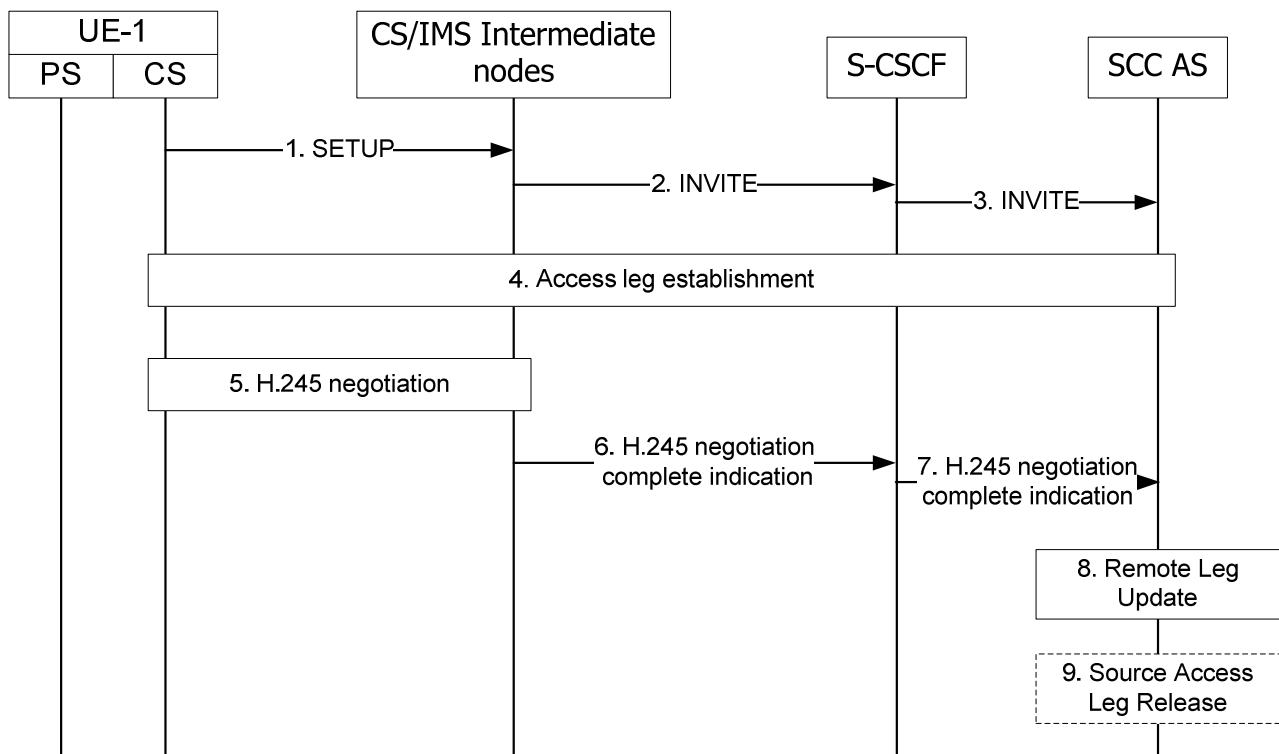 UE-1
PS
CS
CS/IMS Intermediate
nodes
S-CSCF
SCC AS
1. SETUP
2. INVITE
3. INVITE
4. Access leg establishment
5. H.245 negotiation
6. H.245 negotiation
complete indication
7. H.245 negotiation
complete indication
8. Remote Leg
Update
9. Source Access
Leg Release